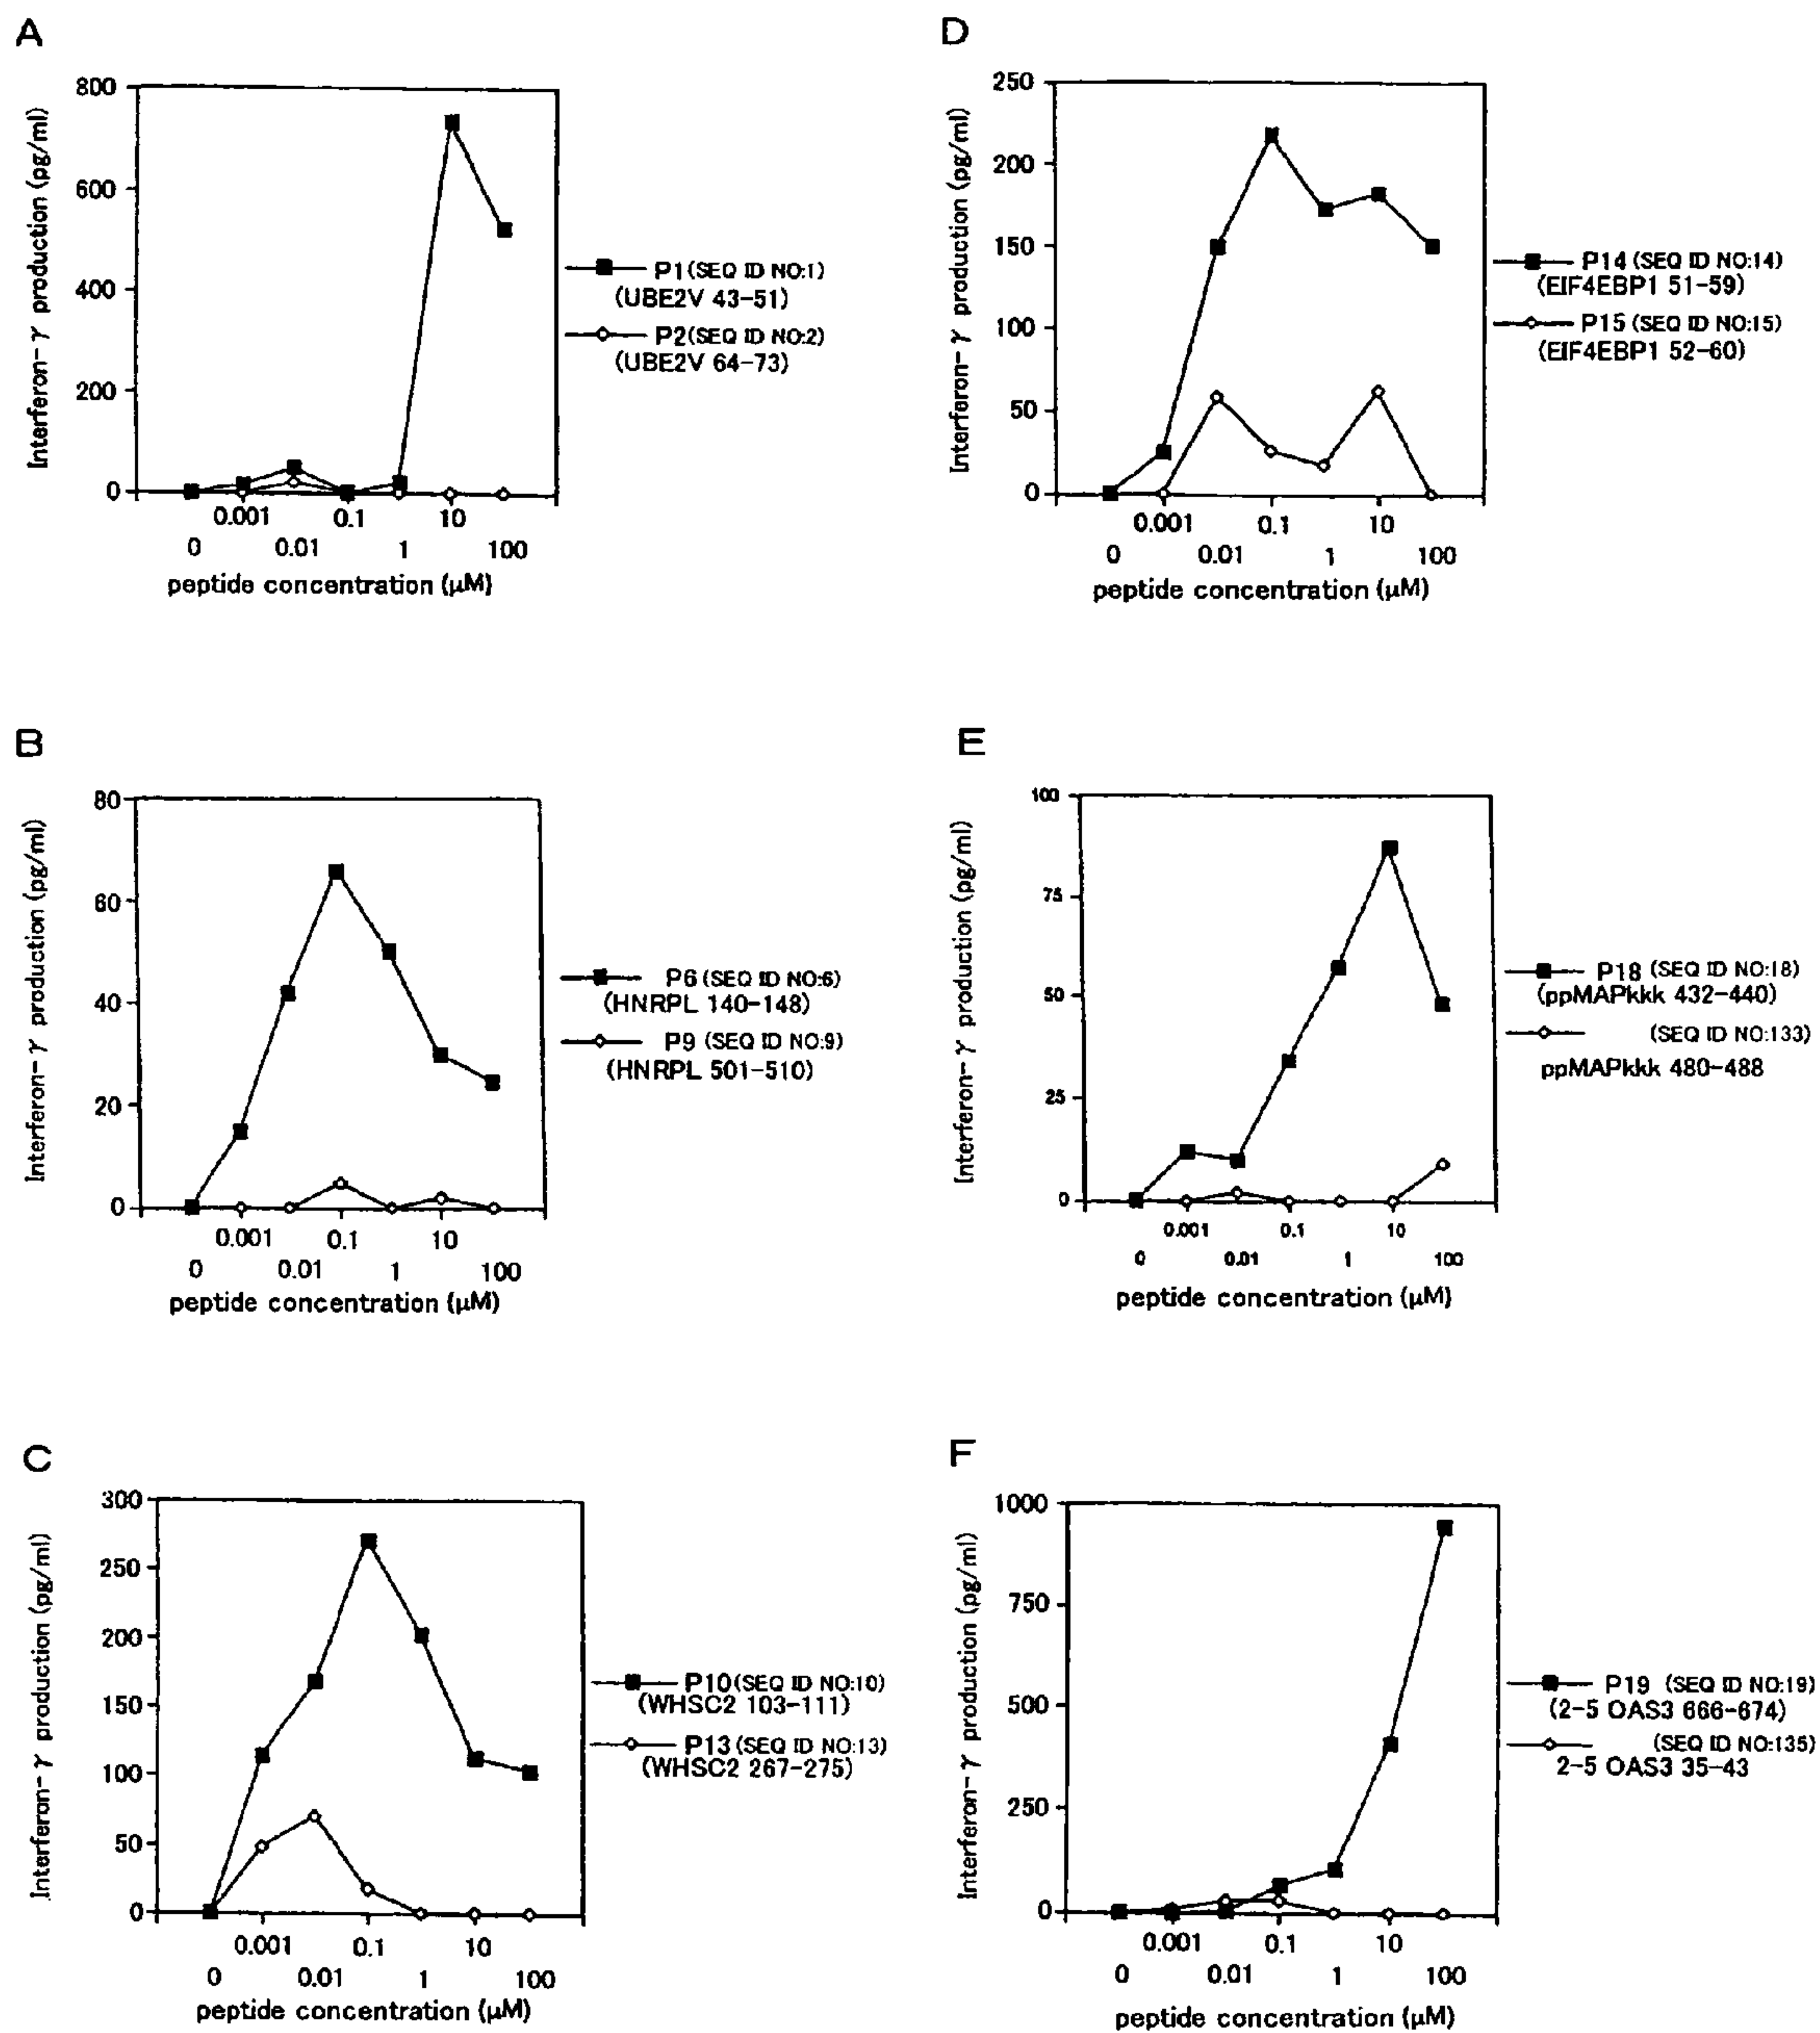 A
Interferon-γ production (pg/ml)
800
600
400
200
0
0.001 0.1 10
0 0.01 1 100
peptide concentration (μM)
P1(SEQ ID NO:1)
(UBE2V 43-51)
P2(SEQ ID NO:2)
(UBE2V 64-73)
D
Interferon-γ production (pg/ml)
250
200
150
100
50
0
0.001 0.1 10
0 0.01 1 100
peptide concentration (μM)
P14 (SEQ ID NO:14)
(EIF4EBP1 51-59)
P15 (SEQ ID NO:15)
(EIF4EBP1 52-60)
B
Interferon-γ production (pg/ml)
80
60
40
20
0
0.001 0.1 10
0 0.01 1 100
peptide concentration (μM)
P6 (SEQ ID NO:6)
(HNRPL 140-148)
P9 (SEQ ID NO:9)
(HNRPL 501-510)
E
Interferon-γ production (pg/ml)
100
75
50
25
0
0.001 0.1 10
0 0.01 1 100
peptide concentration (μM)
P18 (SEQ ID NO:18)
(ppMAPkkk 432-440)
(SEQ ID NO:133)
ppMAPkkk 480-488
C
Interferon-γ production (pg/ml)
300
250
200
150
100
50
0
0.001 0.1 10
0 0.01 1 100
peptide concentration (μM)
P10(SEQ ID NO:10)
(WHSC2 103-111)
P13(SEQ ID NO:13)
(WHSC2 267-275)
F
Interferon-γ production (pg/ml)
1000
750
500
250
0
0.001 0.1 10
0 0.01 1 100
peptide concentration (μM)
P19 (SEQ ID NO:19)
(2-5 OAS3 666-674)
(SEQ ID NO:135)
2-5 OAS3 35-43